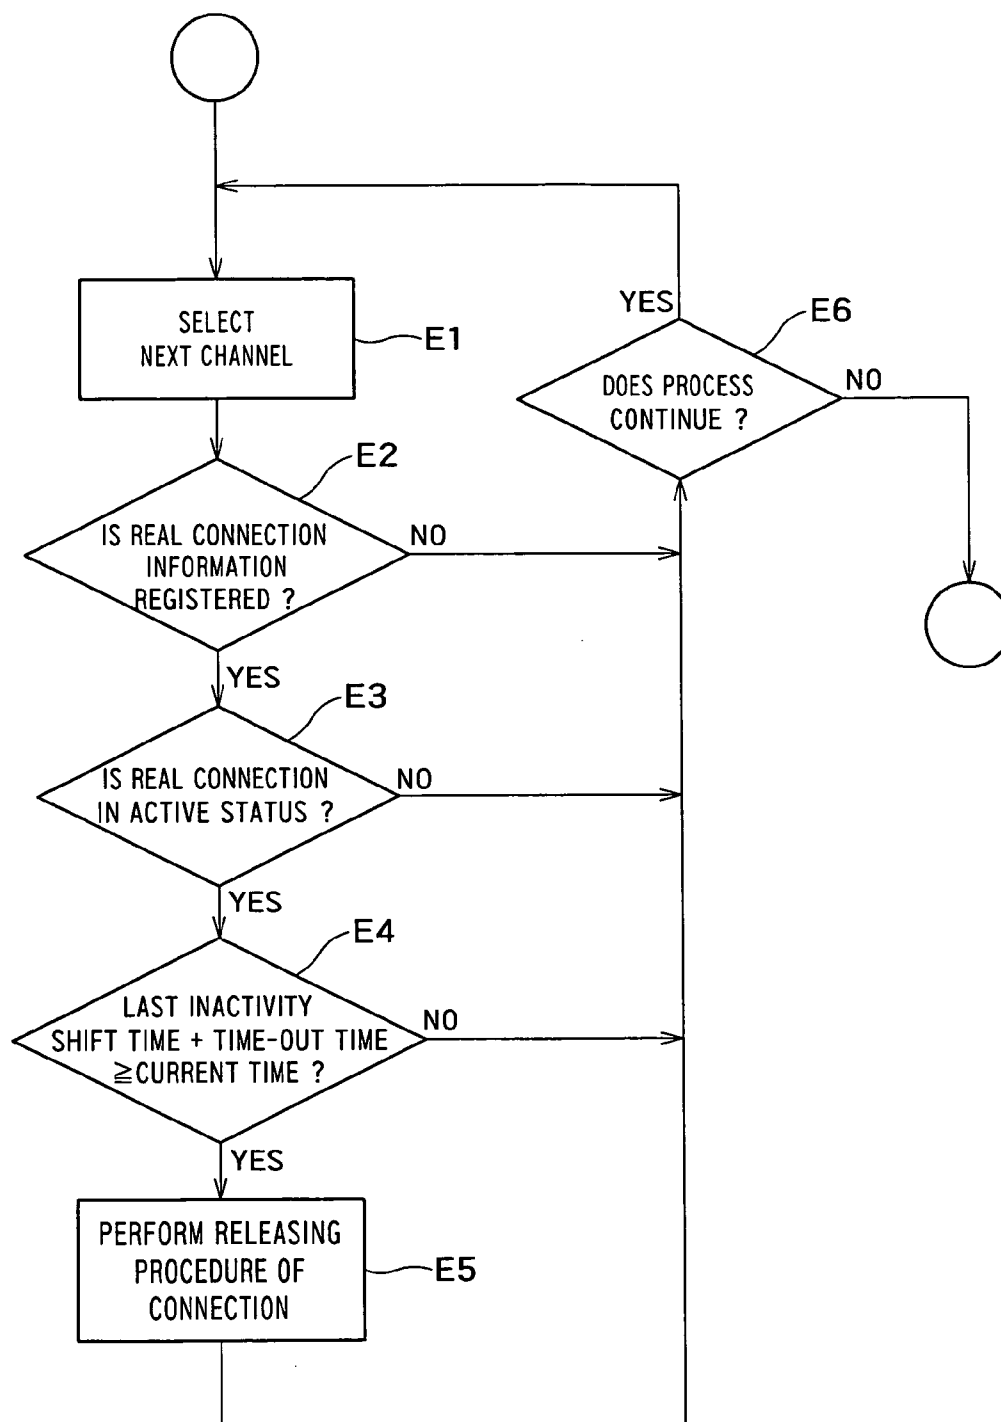 SELECT
NEXT CHANNEL
E1
YES
E6
DOES PROCESS
CONTINUE ?
NO
E2
IS REAL CONNECTION
INFORMATION
REGISTERED ?
NO
YES
E3
IS REAL CONNECTION
IN ACTIVE STATUS ?
NO
YES
E4
LAST INACTIVITY
SHIFT TIME + TIME-OUT TIME
≧CURRENT TIME ?
NO
YES
PERFORM RELEASING
PROCEDURE OF
CONNECTION
E5